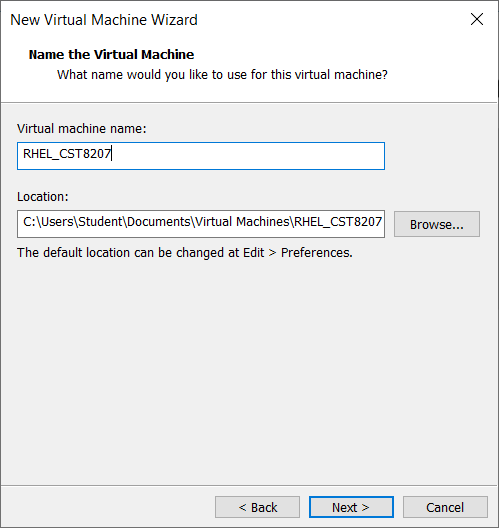 New Virtual Machine Wizard
Name the Virtual Machine
What name would you like to use for this virtual machine?
Virtual machine name:
RHEL_CST8207
Location:
C:\Users\Student\Documents\Virtual Machines\RHEL_CST8207
Browse...
The default location can be changed at Edit > Preferences.
< Back
Next >
Cancel